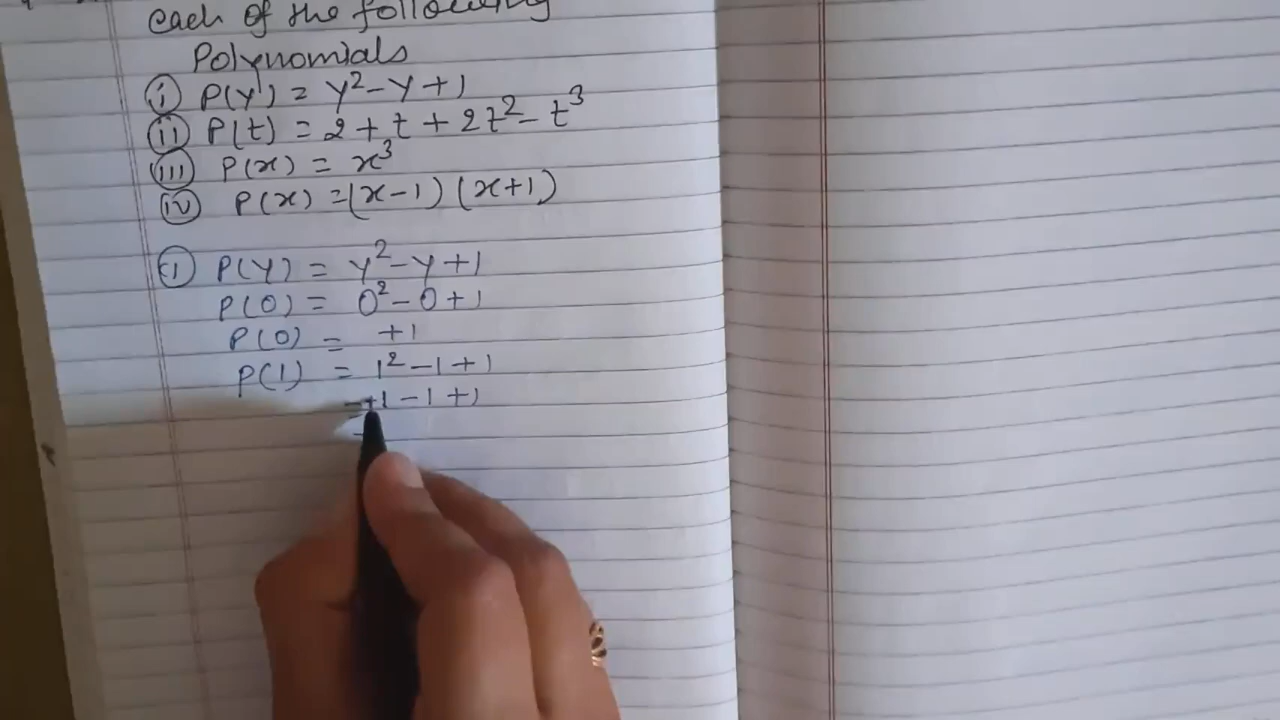 each of the following
Polynomials
(i) P(y) = y² - y + 1
(ii) P(t) = 2 + t + 2t² - t³
(iii) P(x) = x³
(iv) P(x) = (x-1) (x+1)
(i) P(y) = y² - y + 1
P(0) = 0² - 0 + 1
P(0) = +1
P(1) = 1² - 1 + 1
+1 - 1 + 1